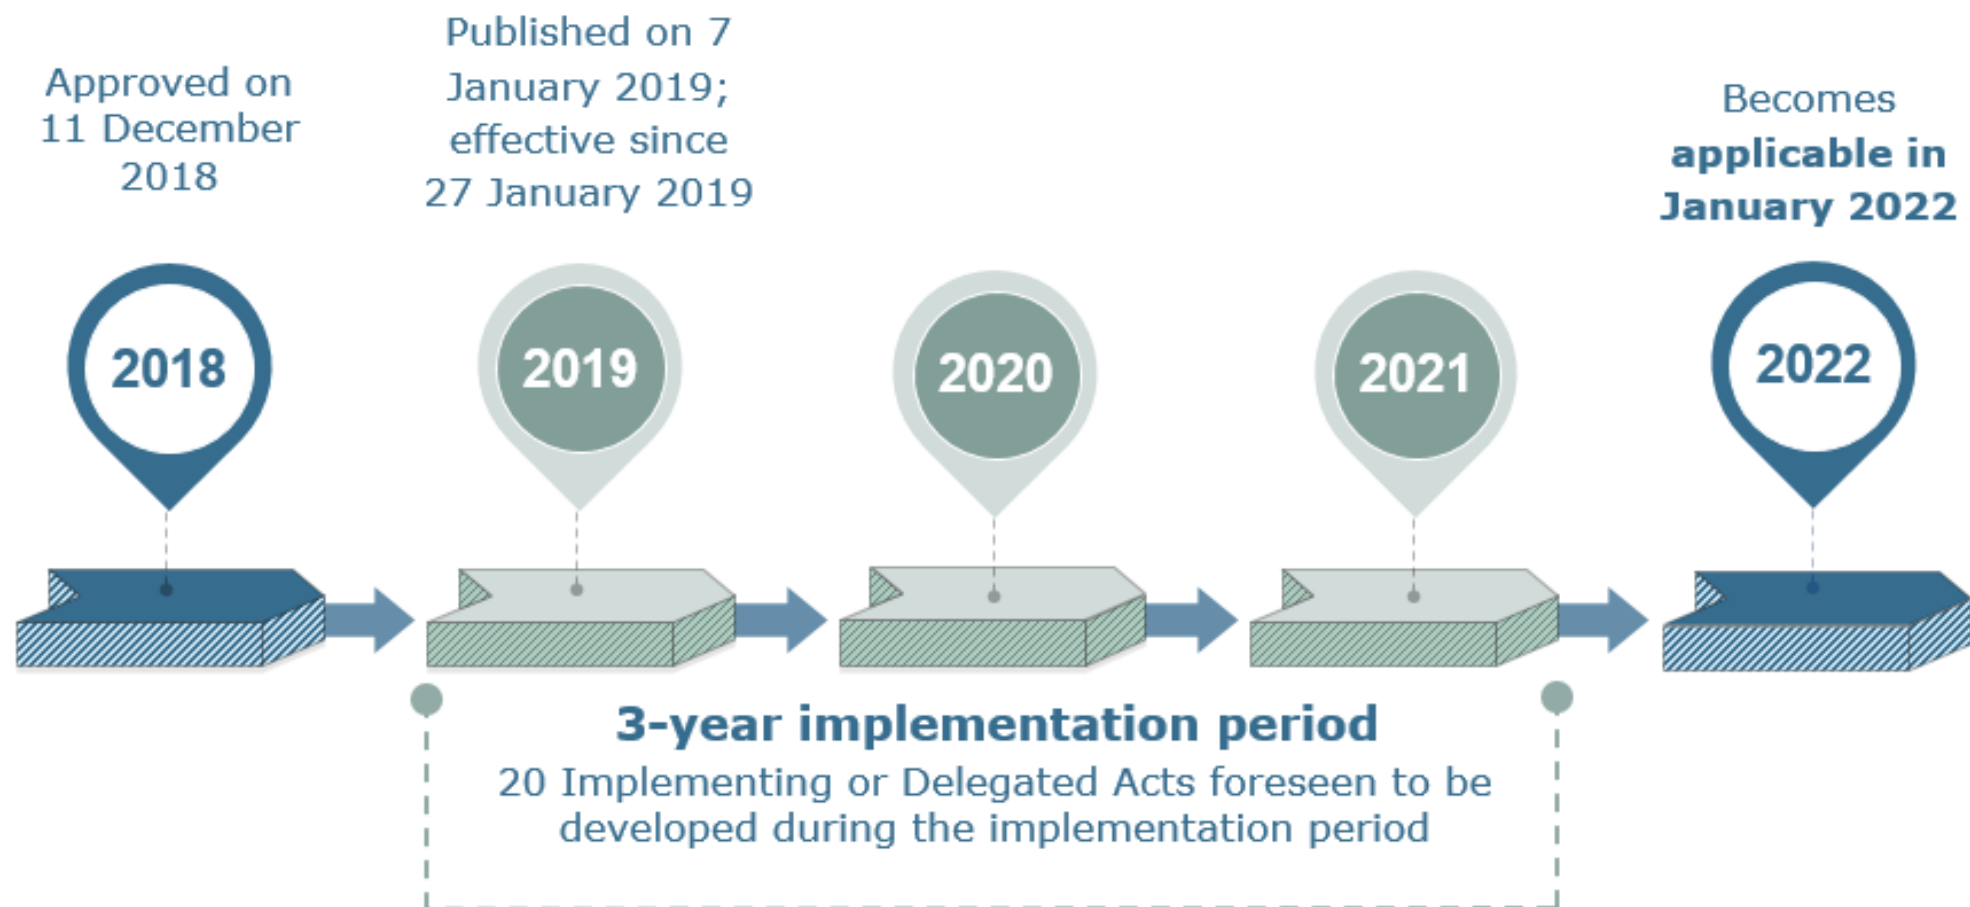 Approved on
11 December
2018
Published on 7
January 2019;
effective since
27 January 2019
Becomes
applicable in
January 2022
2018
2019
2020
2021
2022
3-year implementation period
20 Implementing or Delegated Acts foreseen to be
developed during the implementation period